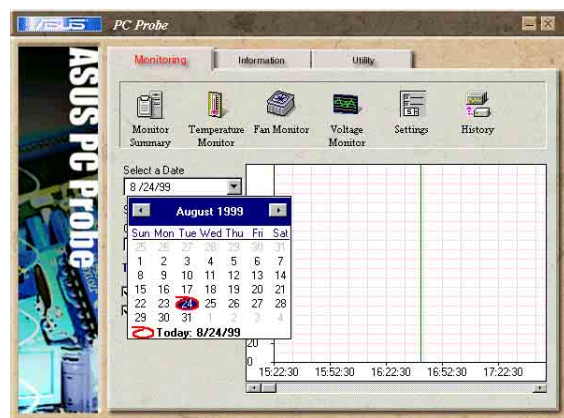 ASUS PC Probe
ASUS PC Probe
Monitoring Information Utility
Monitor Summary
Temperature Monitor
Fan Monitor
Voltage Monitor
Settings
History
Select a Date
8 /24/99
August 1999
Sun Mon Tue Wed Thu Fri Sat
25 26 27 28 29 30 31
1 2 3 4 5 6 7
8 9 10 11 12 13 14
15 16 17 18 19 20 21
22 23 24 25 26 27 28
29 30 31 1 2 3 4
Today: 8/24/99
20
0
15:22:30 15:52:30 16:22:30 16:52:30 17:22:30